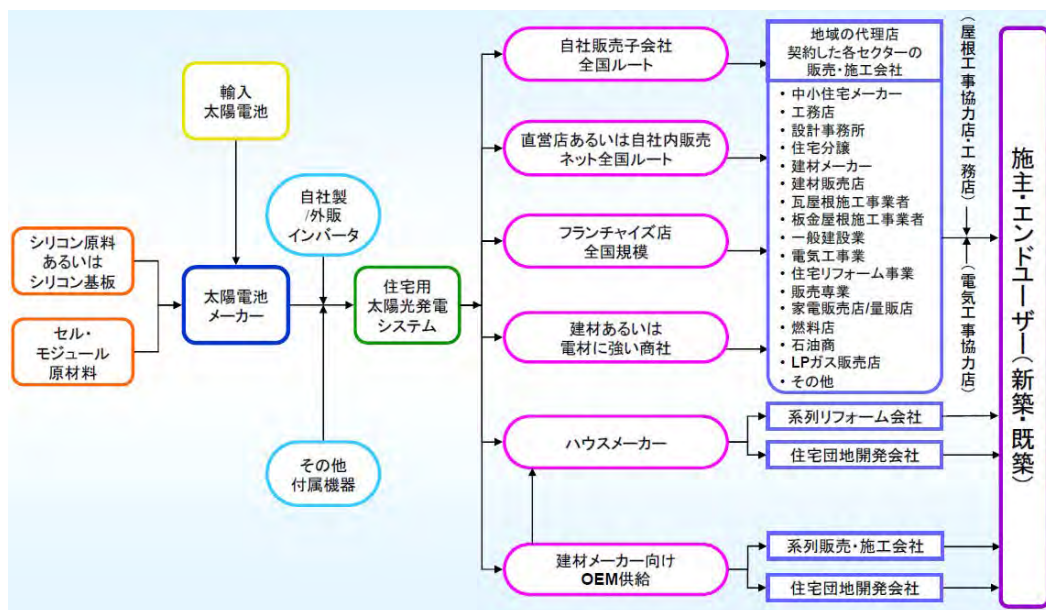 輸入
太陽電池
シリコン原料
あるいは
シリコン基板
セル・
モジュール
原材料
太陽電池
メーカー
自社製
/外販
インバータ
その他
付属機器
住宅用
太陽光発電
システム
自社販売子会社
全国ルート
直営店あるいは自社内販売
ネット全国ルート
フランチャイズ店
全国規模
建材あるいは
電材に強い商社
ハウスメーカー
建材メーカー向け
OEM供給
地域の代理店
契約した各セクターの
販売・施工会社
・中小住宅メーカー
・工務店
・設計事務所
・住宅分譲
・建材メーカー
・建材販売店
・瓦屋根施工事業者
・板金屋根施工事業者
・一般建設業
・電気工事業
・住宅リフォーム事業
・販売専業
・家電販売店/量販店
・燃料店
・石油商
・LPガス販売店
・その他
系列リフォーム会社
住宅団地開発会社
系列販売・施工会社
住宅団地開発会社
(屋根工事協力店・工務店)
(電気工事協力店)
施主・エンドユーザー(新築・既築)